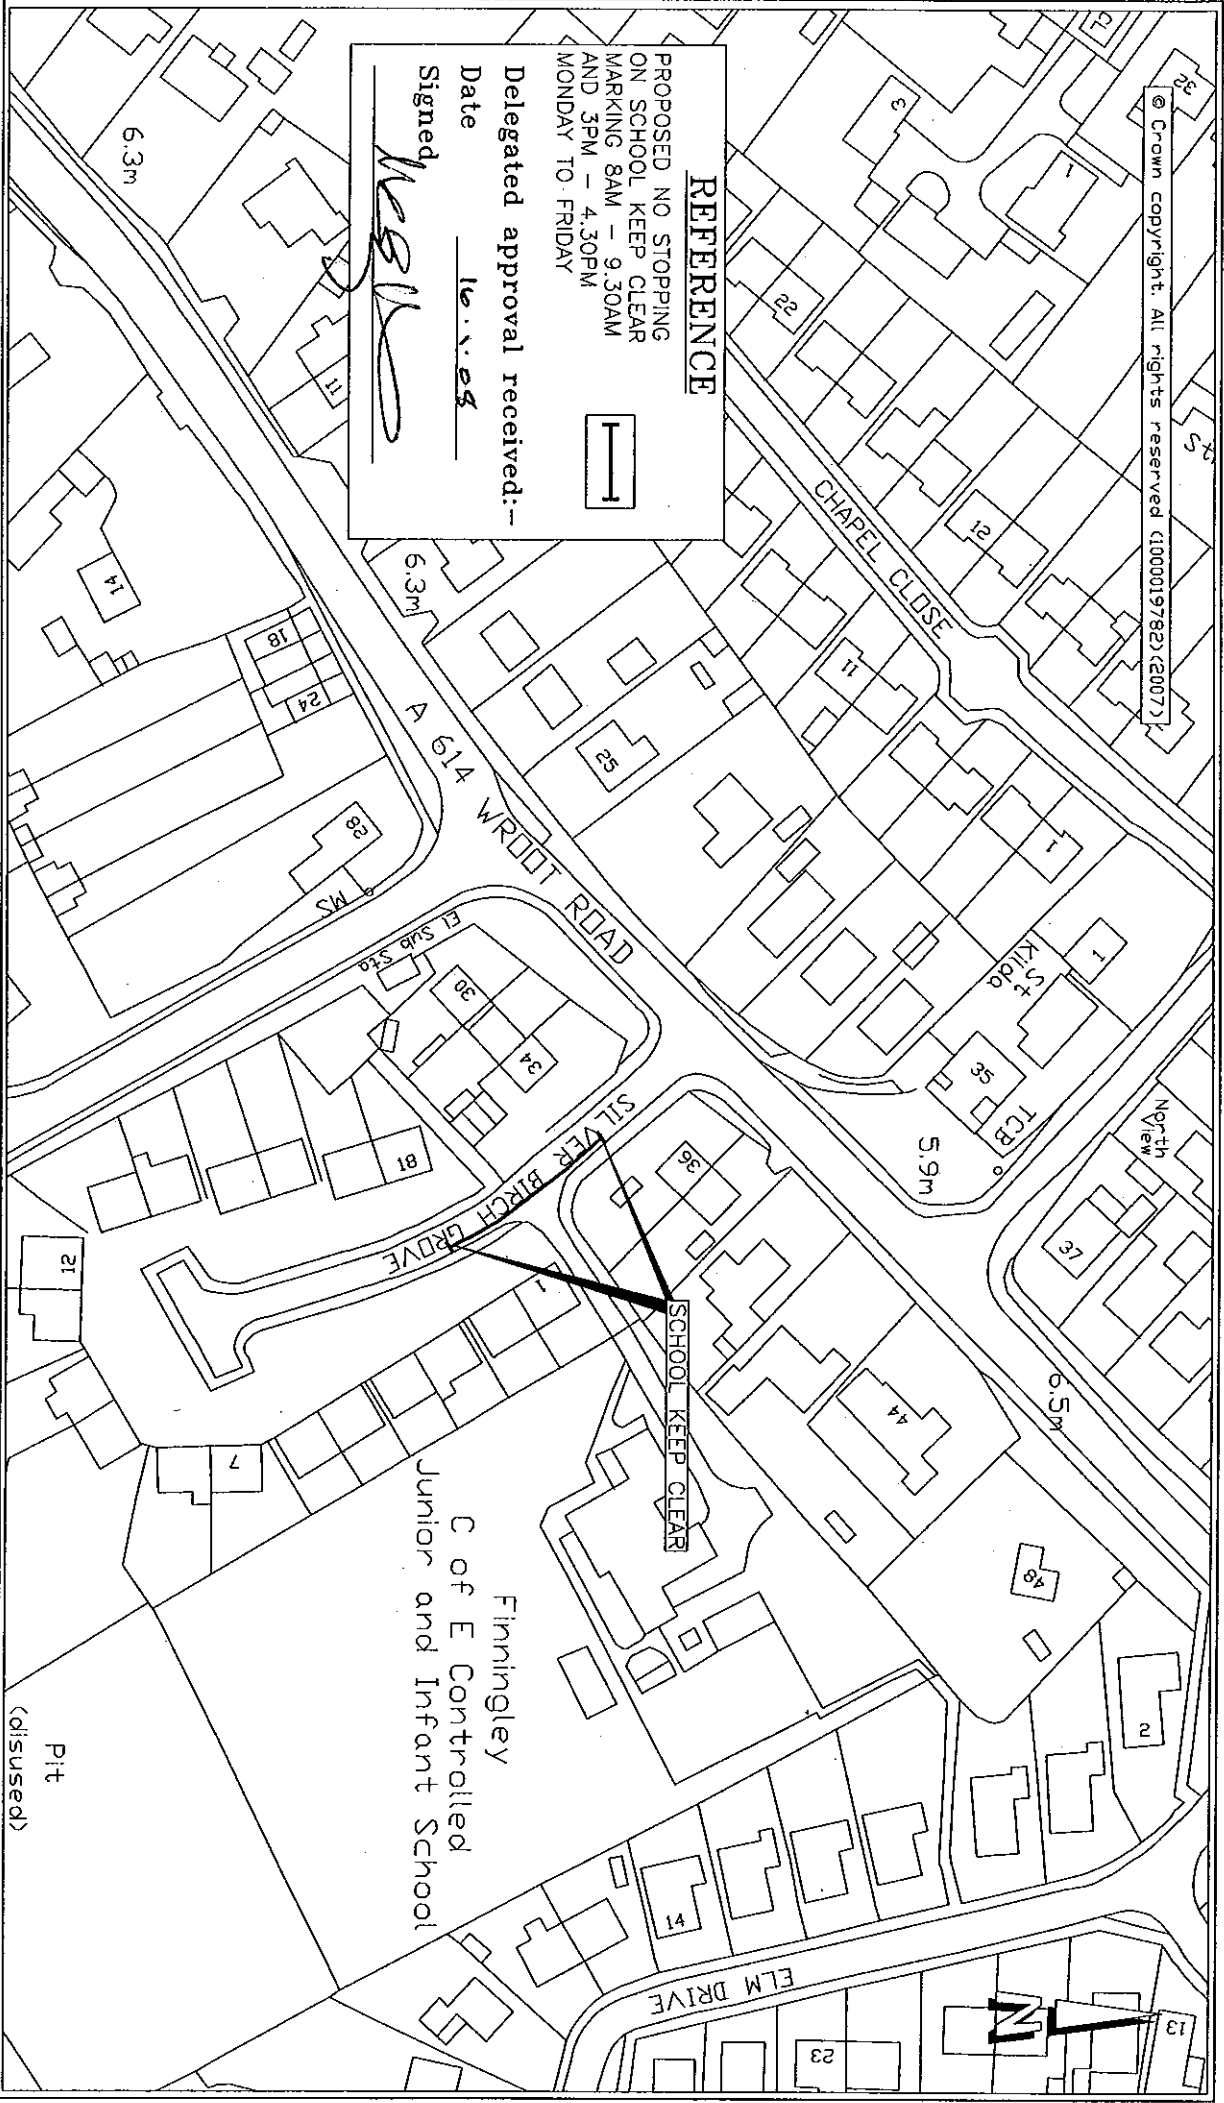 © Crown copyright. All rights reserved (100019782) (2007)
REFERENCE
PROPOSED NO STOPPING
ON SCHOOL KEEP CLEAR
MARKING 8AM - 9.30AM
AND 3PM - 4.30PM
MONDAY TO FRIDAY
Delegated approval received:-
Date
Signed
CHAPEL CLOSE
A 614 WROOT ROAD
SILVER BIRCH GROVE
ELM DRIVE
SCHOOL KEEP CLEAR
Finningley
C of E Controlled
Junior and Infant School
Pit
(disused)
St
Kilda
TCB
North
View
El Sub Sta
MS
6.3m
6.3m
5.9m
6.5m
32
3
1
22
12
11
1
1
35
37
25
11
14
18
24
28
30
34
36
44
48
2
18
12
1
7
14
23
13
N